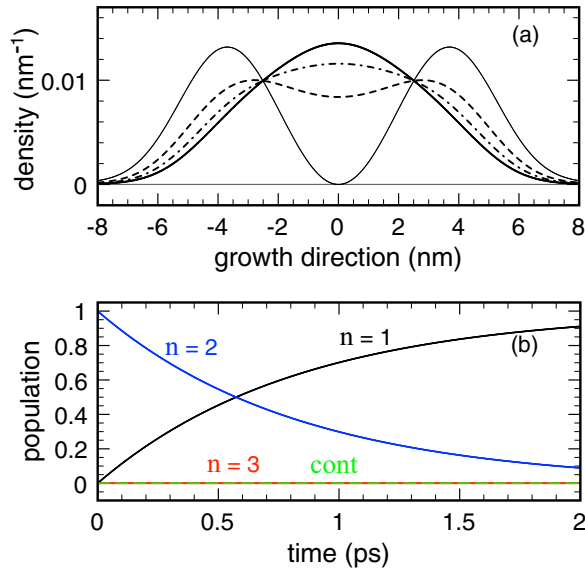 (a)
density (nm-1)
0.01
0
-8 -6 -4 -2 0 2 4 6 8
growth direction (nm)
1
(b)
n = 2
n = 1
0.8
0.6
population
0.4
0.2
n = 3
cont
0
0 0.5 1 1.5 2
time (ps)